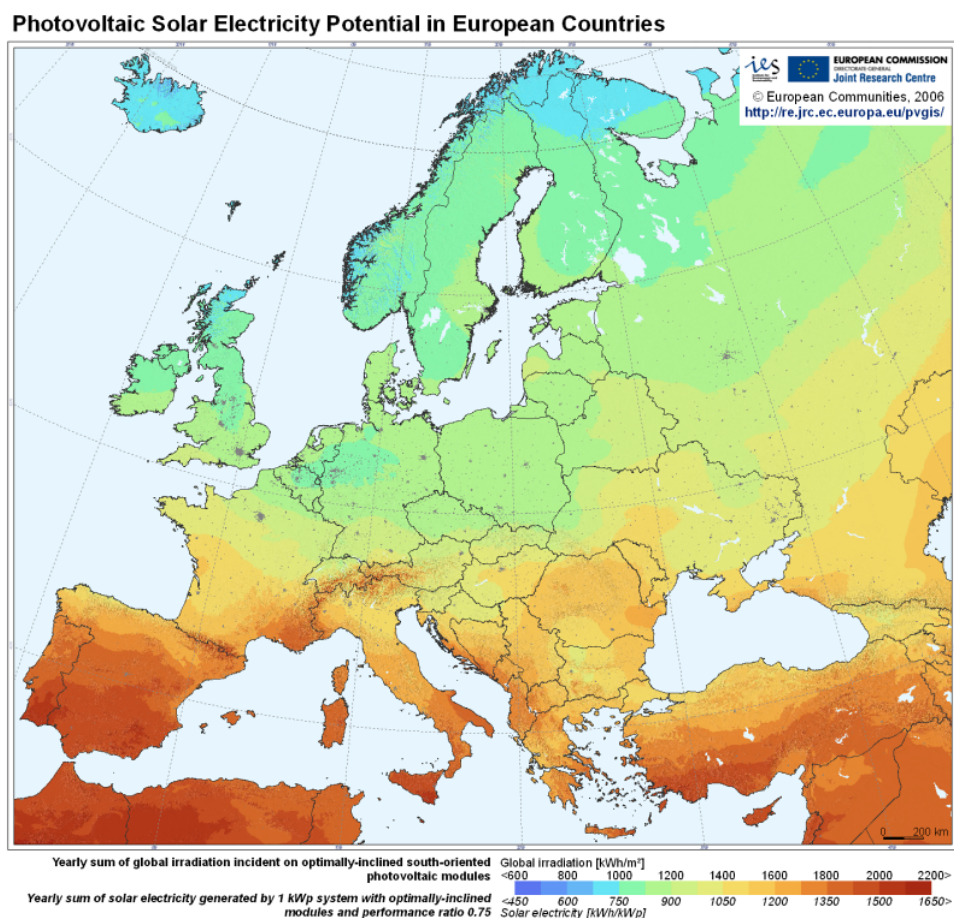 Photovoltaic Solar Electricity Potential in European Countries
ies
EUROPEAN COMMISSION
DIRECTORATE-GENERAL
Joint Research Centre
© European Communities, 2006
http://re.jrc.ec.europa.eu/pvgis/
0 200 km
Yearly sum of global irradiation incident on optimally-inclined south-oriented
photovoltaic modules
Global irradiation [kWh/m²]
<600 800 1000 1200 1400 1600 1800 2000 2200>
<450 600 750 900 1050 1200 1350 1500 1650>
Yearly sum of solar electricity generated by 1 kWp system with optimally-inclined
modules and performance ratio 0.75
Solar electricity [kWh/kWp]